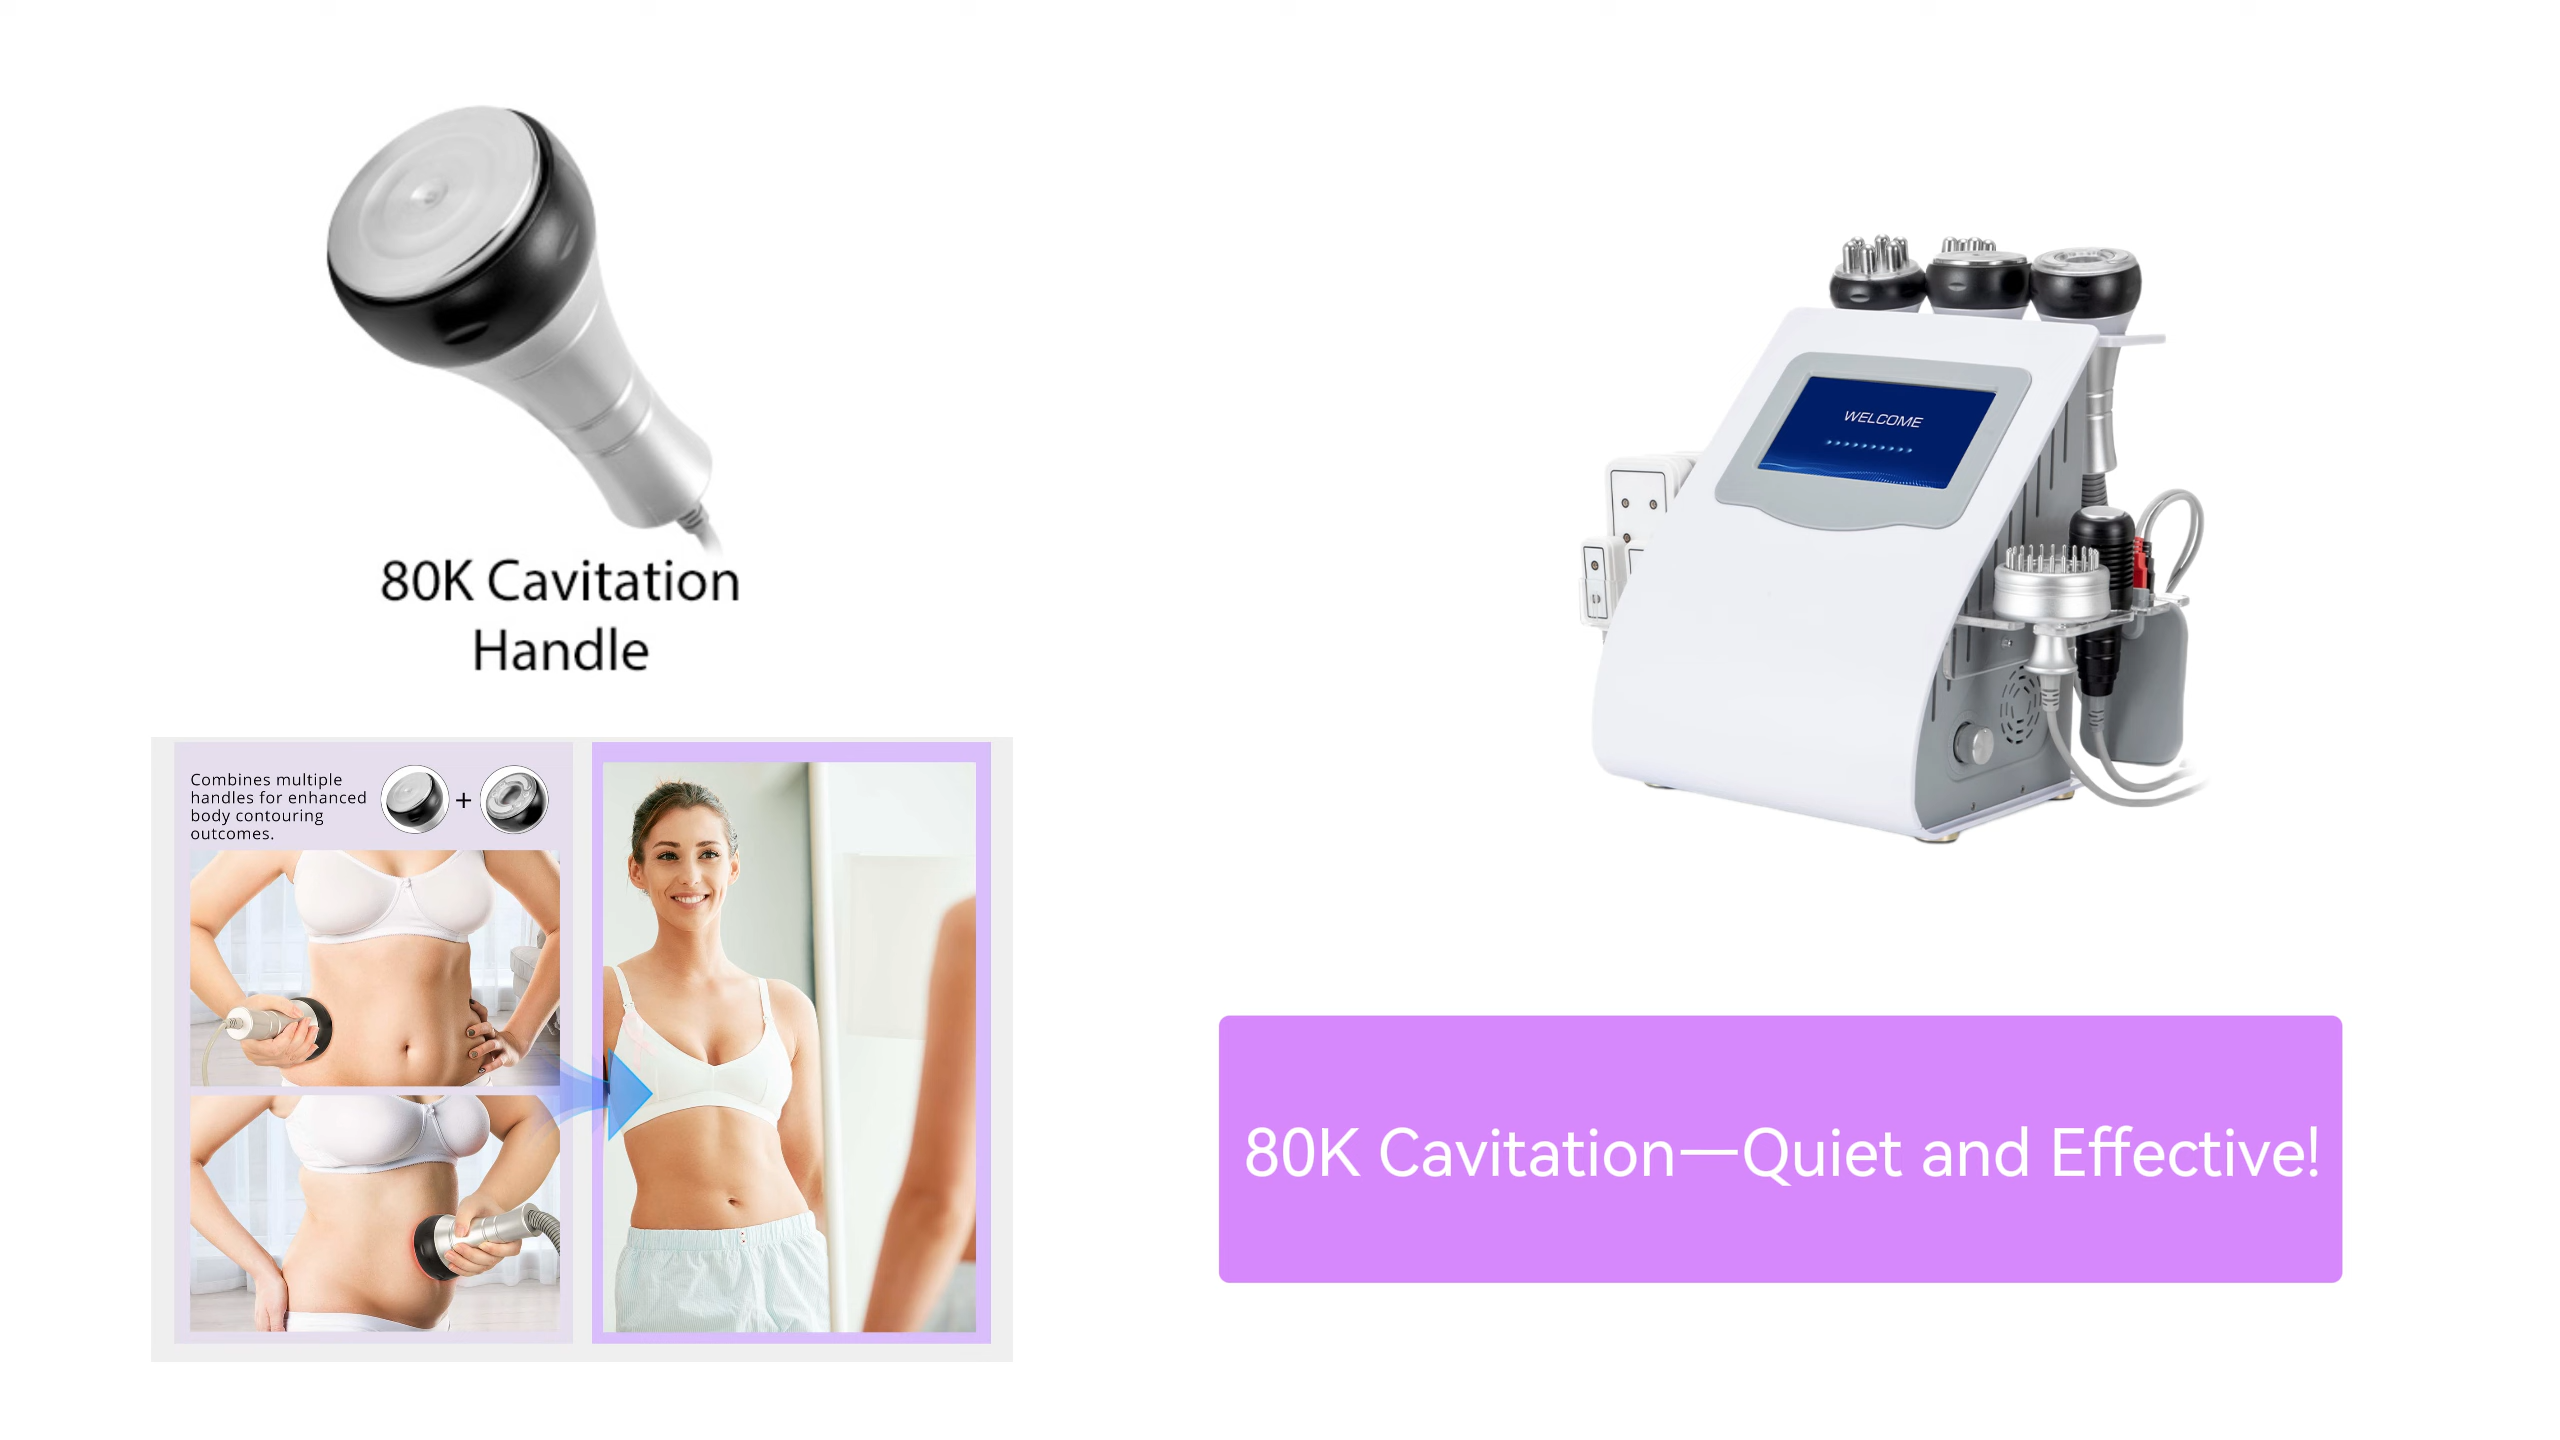 80K Cavitation
Handle
WELCOME
Combines multiple
handles for enhanced
body contouring
outcomes.
+
80K Cavitation—Quiet and Effective!